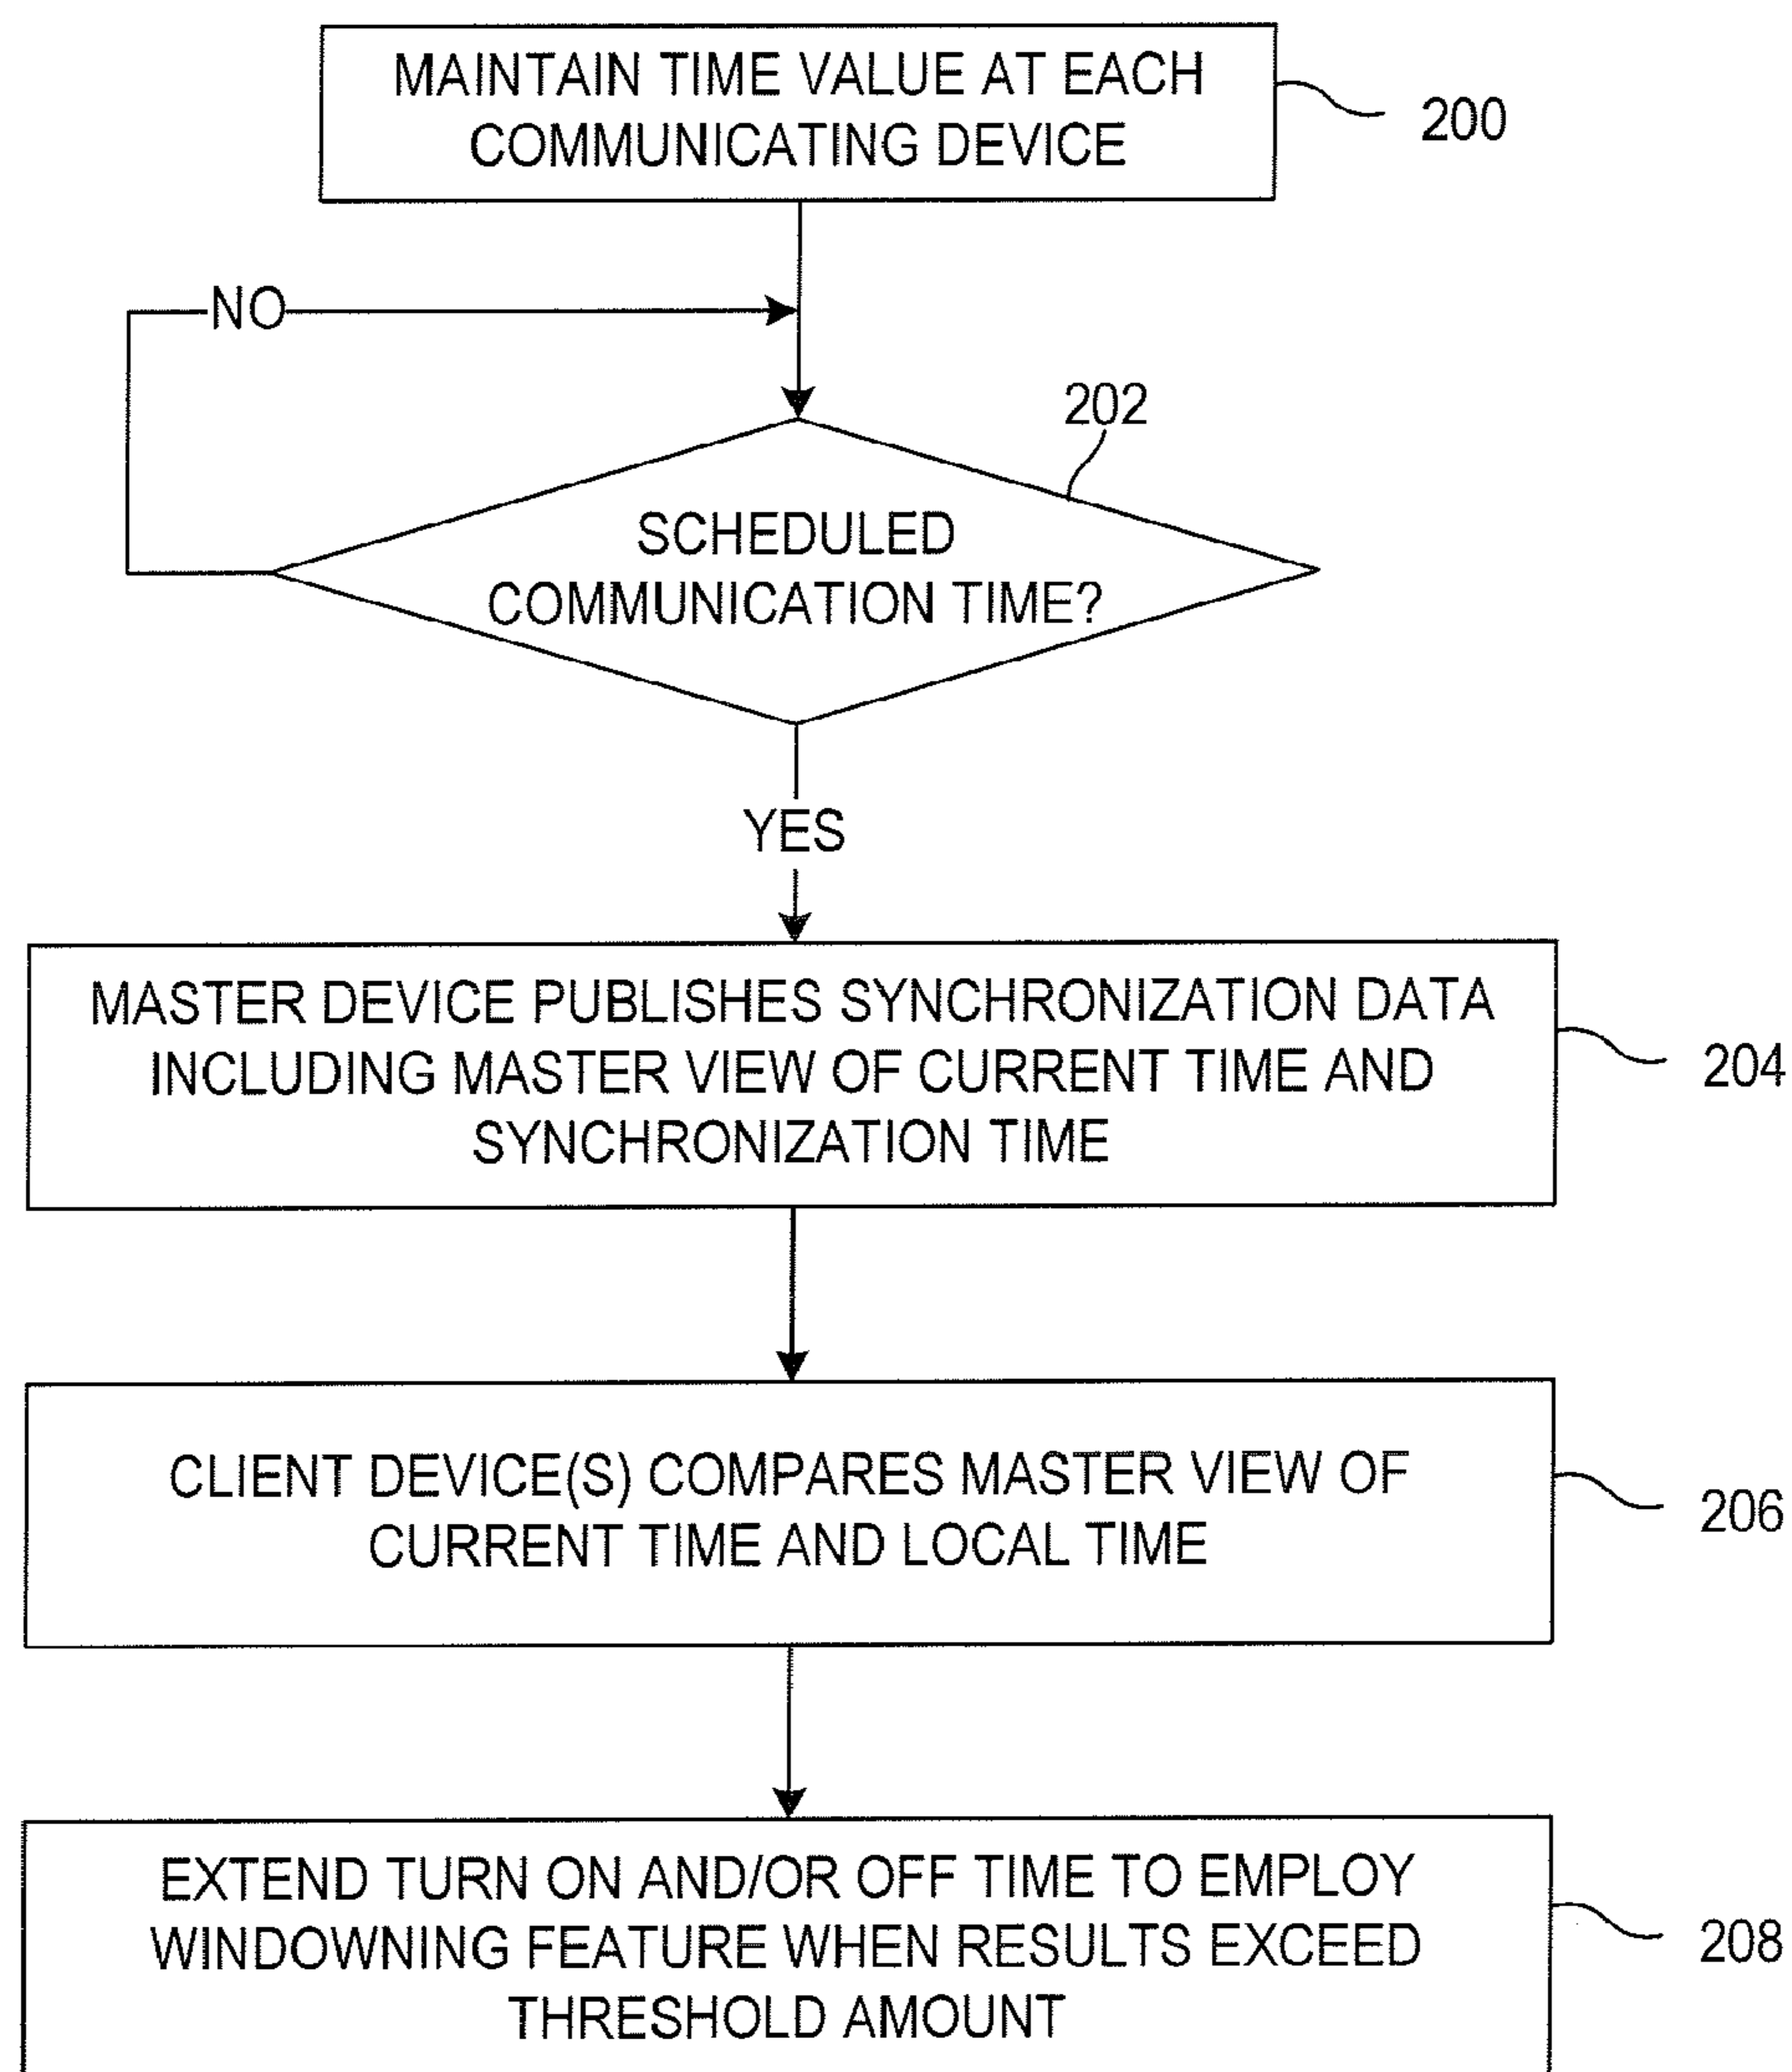 MAINTAIN TIME VALUE AT EACH
COMMUNICATING DEVICE
200
NO
202
SCHEDULED
COMMUNICATION TIME?
YES
MASTER DEVICE PUBLISHES SYNCHRONIZATION DATA
INCLUDING MASTER VIEW OF CURRENT TIME AND
SYNCHRONIZATION TIME
204
CLIENT DEVICE(S) COMPARES MASTER VIEW OF
CURRENT TIME AND LOCAL TIME
206
EXTEND TURN ON AND/OR OFF TIME TO EMPLOY
WINDOWNING FEATURE WHEN RESULTS EXCEED
THRESHOLD AMOUNT
208